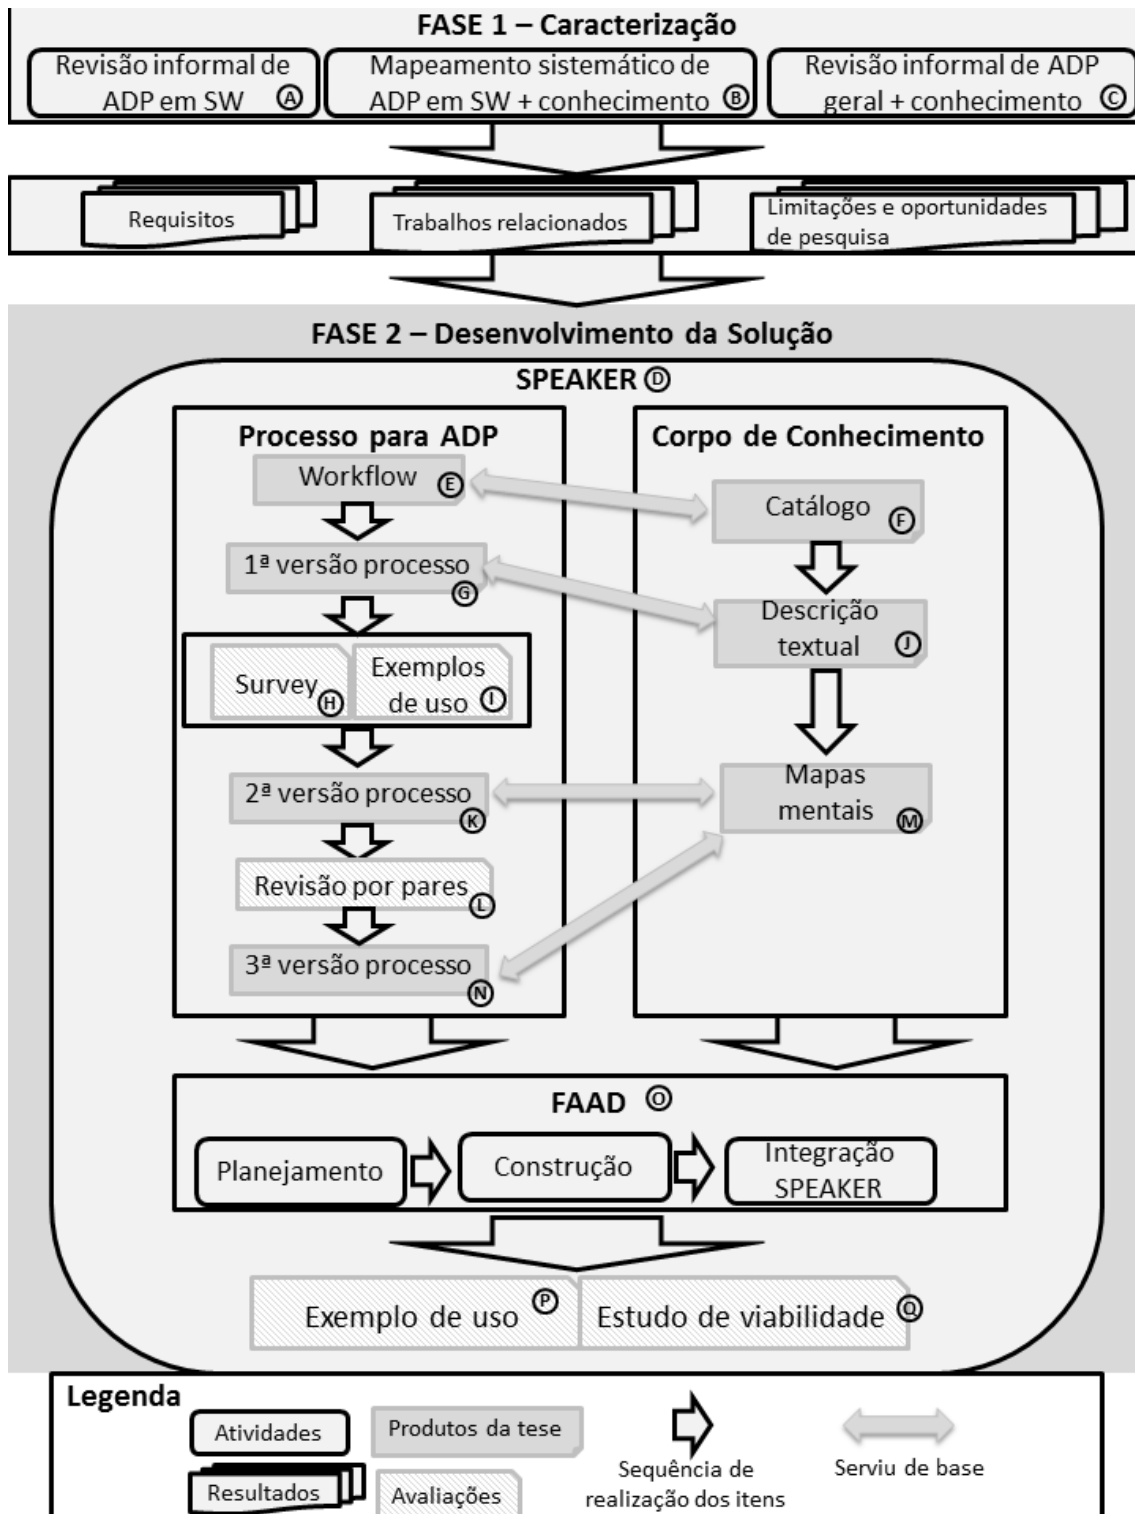 FASE 1 – Caracterização
Revisão informal de
ADP em SW A
Mapeamento sistemático de
ADP em SW + conhecimento B
Revisão informal de ADP
geral + conhecimento C
Requisitos
Trabalhos relacionados
Limitações e oportunidades
de pesquisa
FASE 2 – Desenvolvimento da Solução
SPEAKER D
Processo para ADP
Workflow E
1ª versão processo G
Survey H
Exemplos
de uso I
2ª versão processo K
Revisão por pares L
3ª versão processo N
Corpo de Conhecimento
Catálogo F
Descrição
textual J
Mapas
mentais M
FAAD O
Planejamento
Construção
Integração
SPEAKER
Exemplo de uso P
Estudo de viabilidade Q
Legenda
Atividades
Produtos da tese
Resultados
Avaliações
Sequência de
realização dos itens
Serviu de base